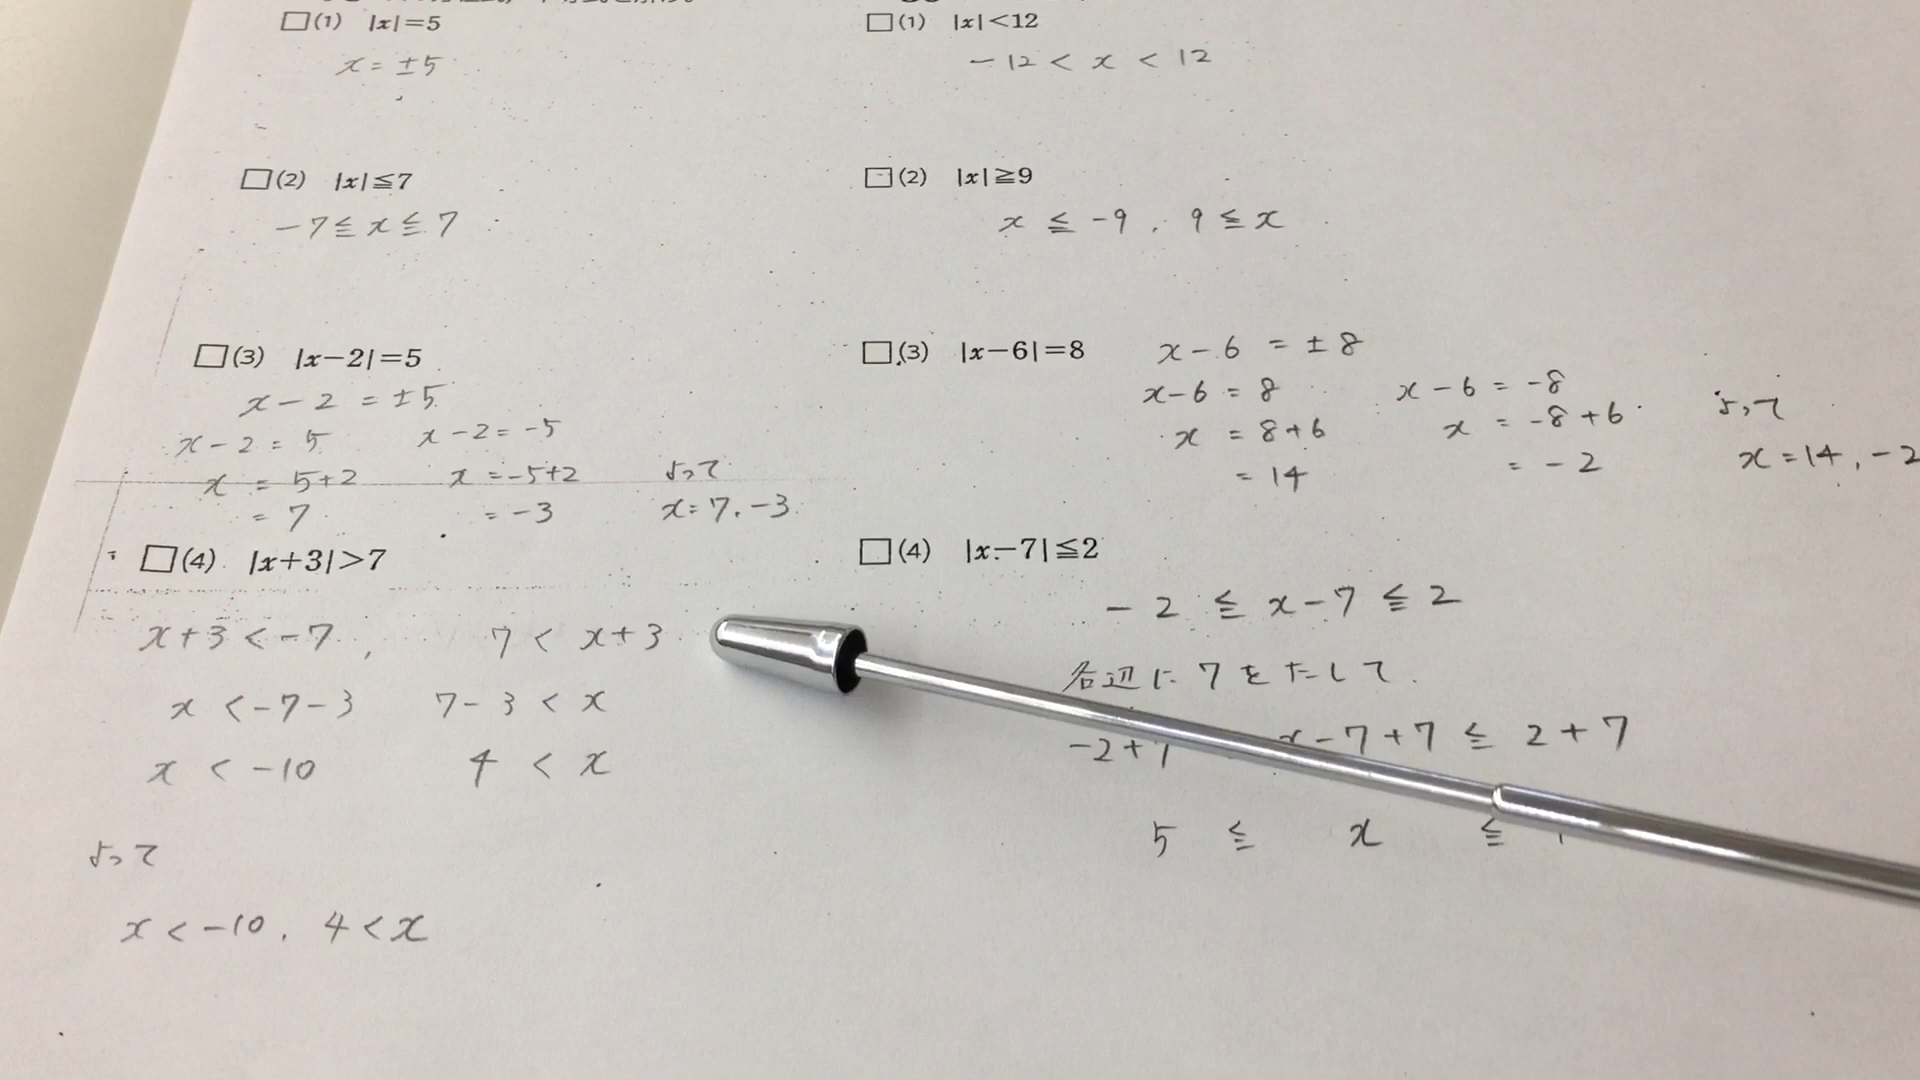 □(1) |x|=5
x = ±5
□(2) |x|≦7
-7 ≦ x ≦ 7
□(3) |x-2|=5
x - 2 = ±5
x - 2 = 5 x - 2 = -5
x = 5+2 x = -5+2 よって
= 7 = -3 x = 7, -3
□(4) |x+3|>7
x+3 < -7, 7 < x+3
x < -7-3 7-3 < x
x < -10 4 < x
よって
x < -10, 4 < x
□(1) |x|<12
-12 < x < 12
□(2) |x|≧9
x ≦ -9, 9 ≦ x
□(3) |x-6|=8 x - 6 = ±8
x-6 = 8 x - 6 = -8 よって
x = 8+6 x = -8+6
= 14 = -2 x = 14, -2
□(4) |x-7|≦2
-2 ≦ x-7 ≦ 2
各辺に 7をたして
-2+7 x-7+7 ≦ 2+7
5 ≦ x ≦